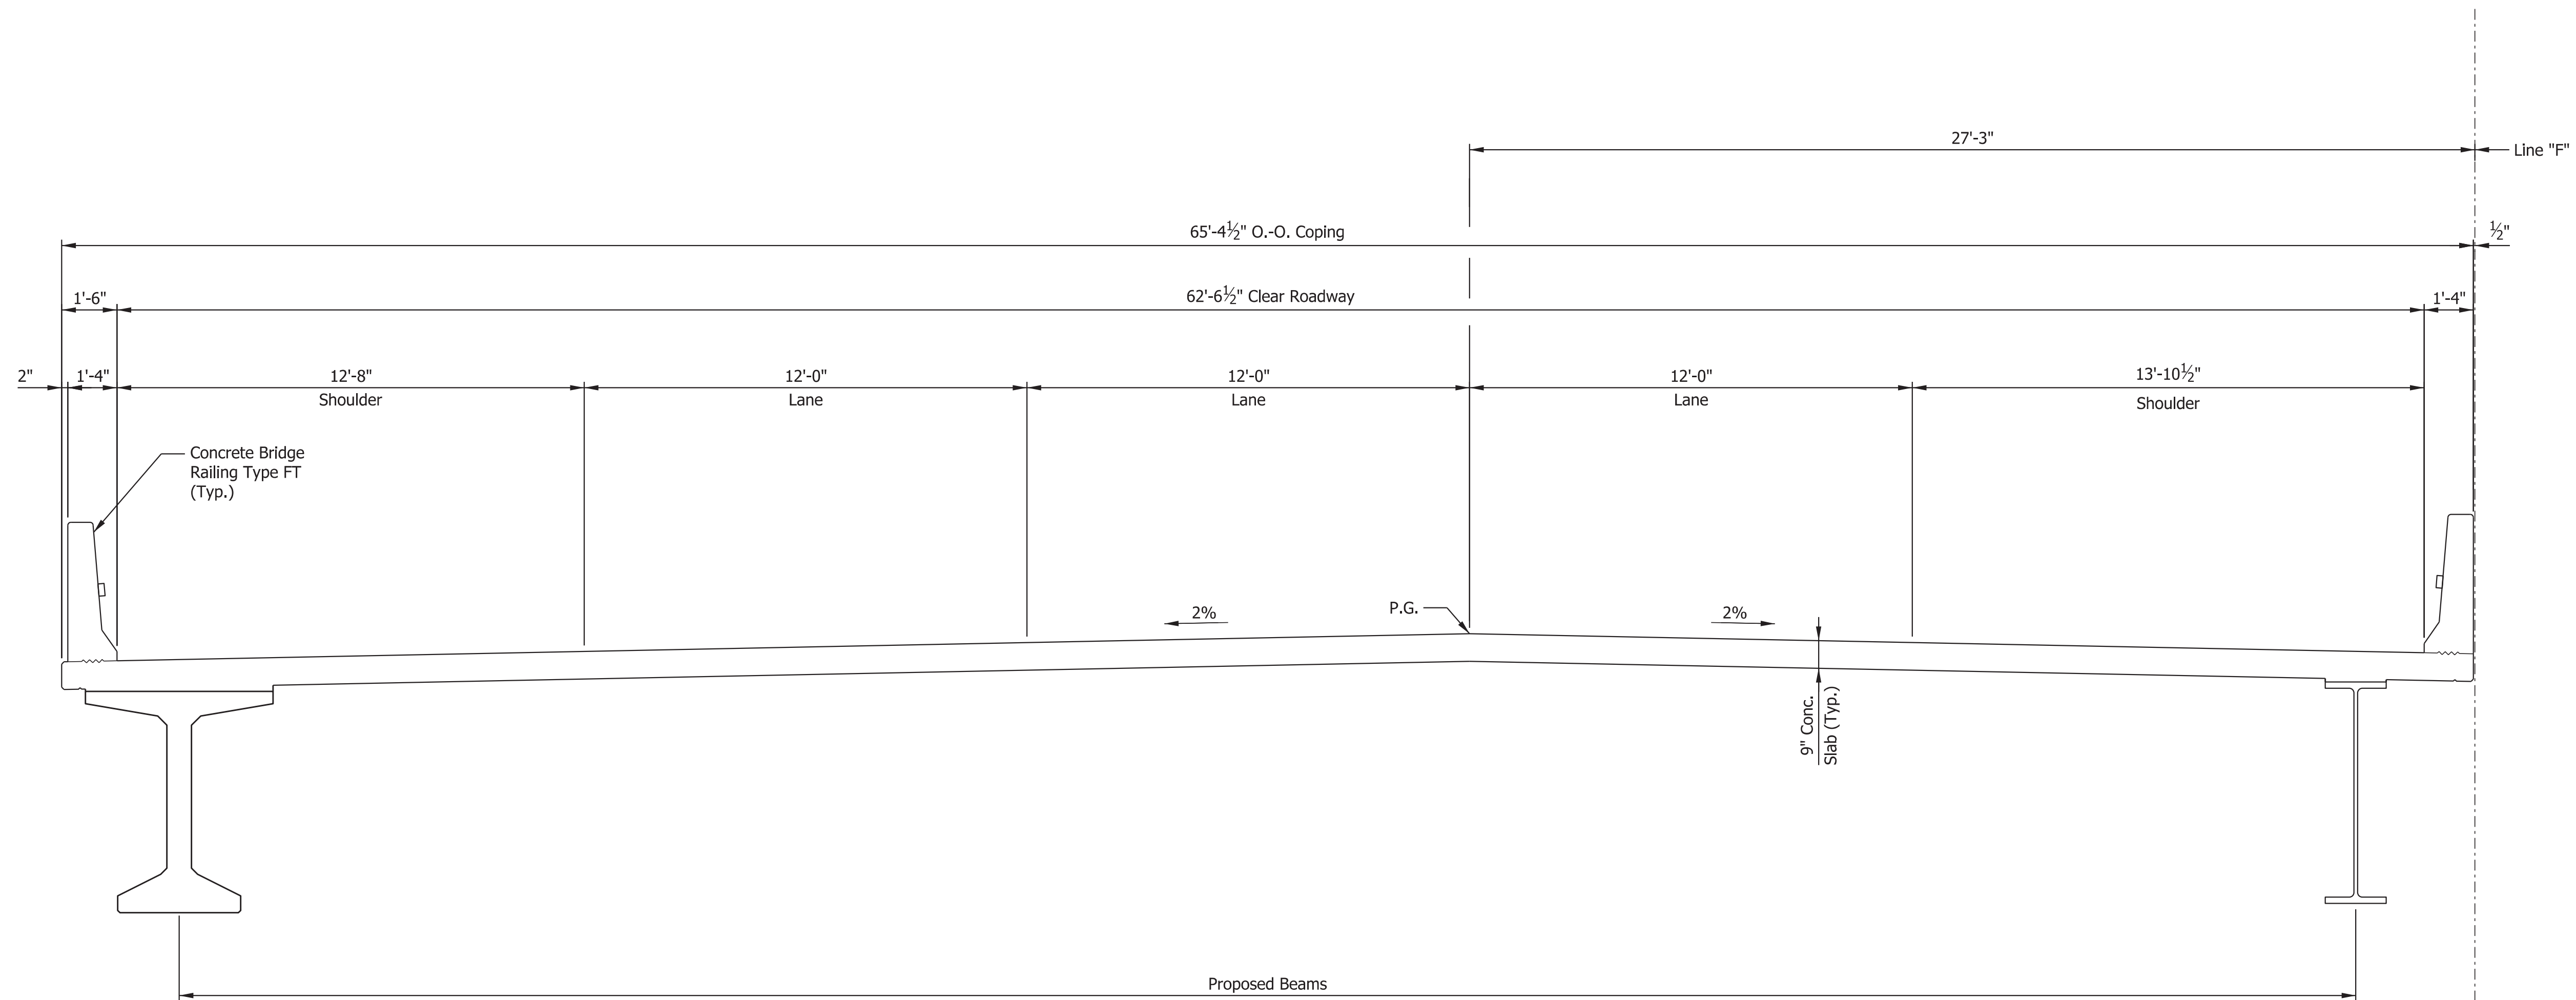 27'-3"
Line "F"
65'-4½" O.-O. Coping
½"
1'-6"
62'-6½" Clear Roadway
1'-4"
2"
1'-4"
12'-8"
Shoulder
12'-0"
Lane
12'-0"
Lane
12'-0"
Lane
13'-10½"
Shoulder
Concrete Bridge
Railing Type FT
(Typ.)
2%
P.G.
2%
9" Conc.
Slab (Typ.)
Proposed Beams